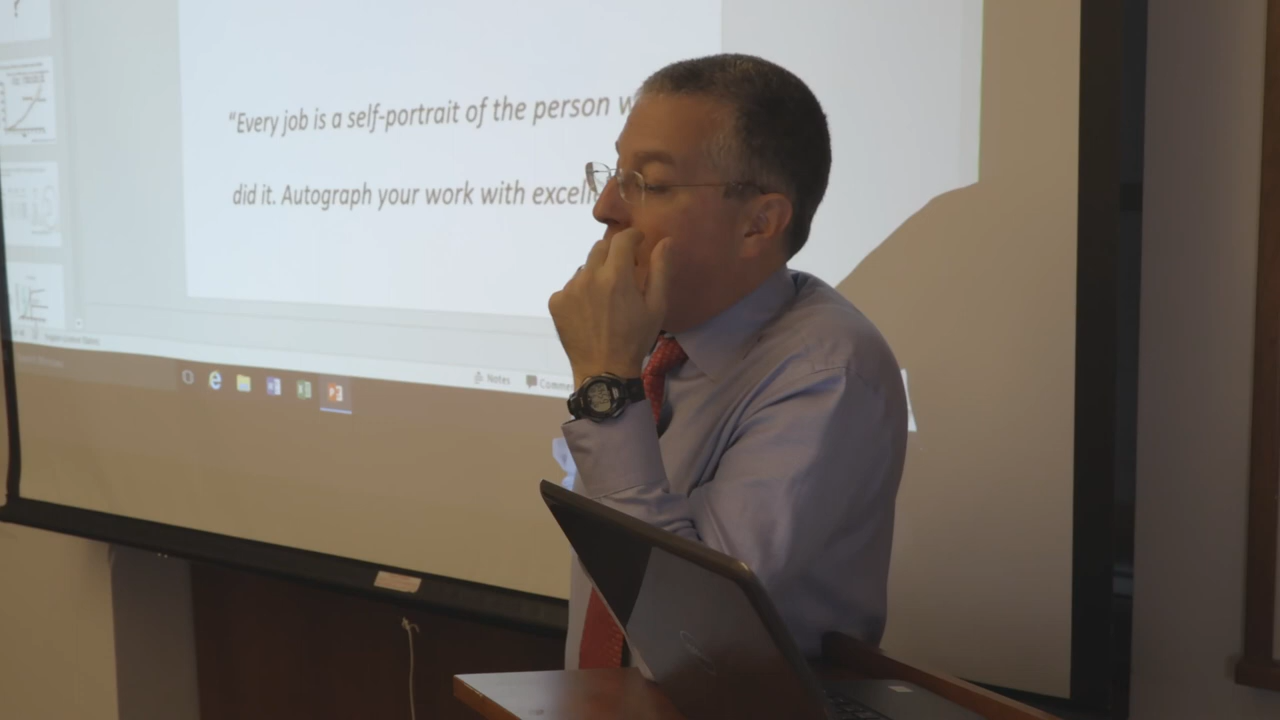 ?
“Every job is a self-portrait of the person w
did it. Autograph your work with excell
Notes
Comme